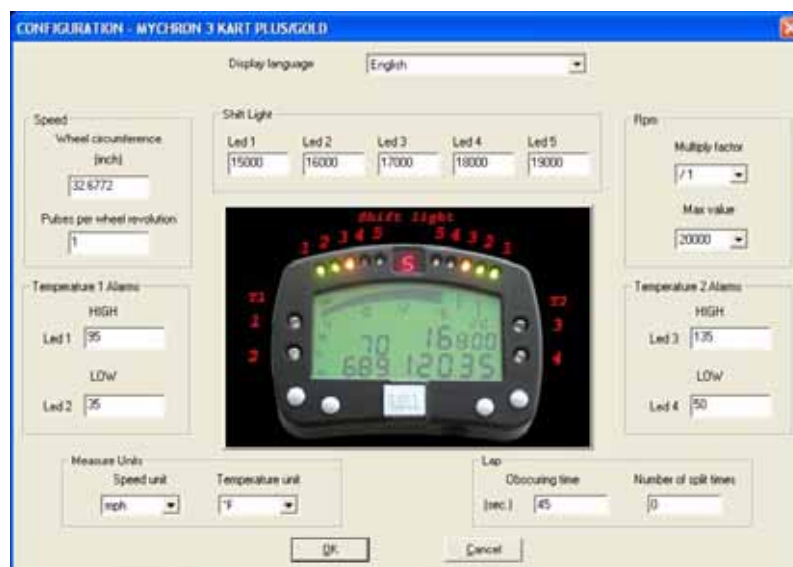 CONFIGURATION - MYCHRON 3 KART PLUS/GOLD
Display language English
Speed
Wheel circumference
(inch)
32.6772
Pulses per wheel revolution
1
Shift Light
Led 1 Led 2 Led 3 Led 4 Led 5
15000 16000 17000 18000 19000
Rpm
Multiply factor
/ 1
Max value
20000
Shift light
1 2 3 4 5 5 5 4 3 2 1
Temperature 1 Alarms
HIGH
Led 1 95
LOW
Led 2 35
T1
1
2
16800
70
689 12035
T2
3
4
Temperature 2 Alarms
HIGH
Led 3 135
LOW
Led 4 50
Measure Units
Speed unit Temperature unit
mph °F
Lap
Obscuring time Number of split times
(sec.) 45 0
OK Cancel